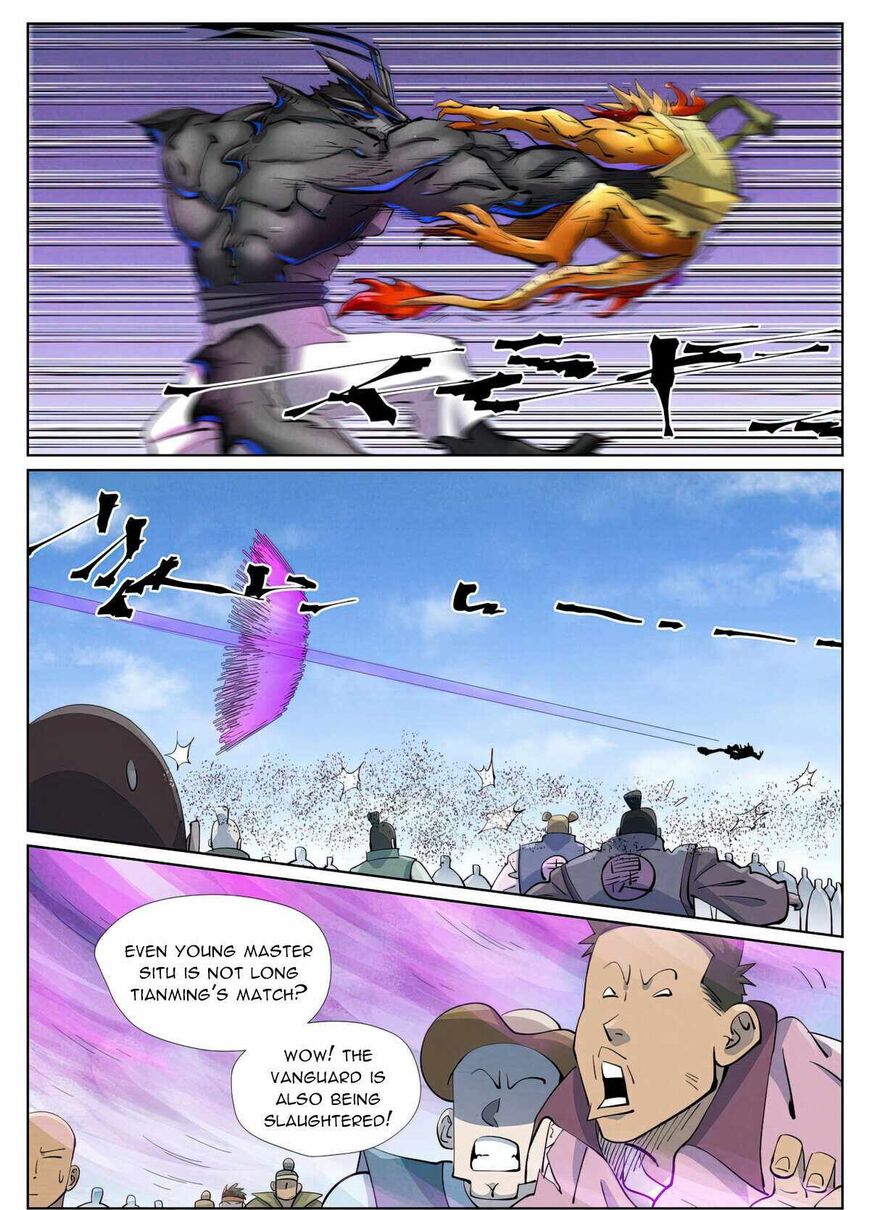 EVEN YOUNG MASTER
SITU IS NOT LONG
TIANMING'S MATCH?
WOW! THE
VANGUARD IS
ALSO BEING
SLAUGHTERED!